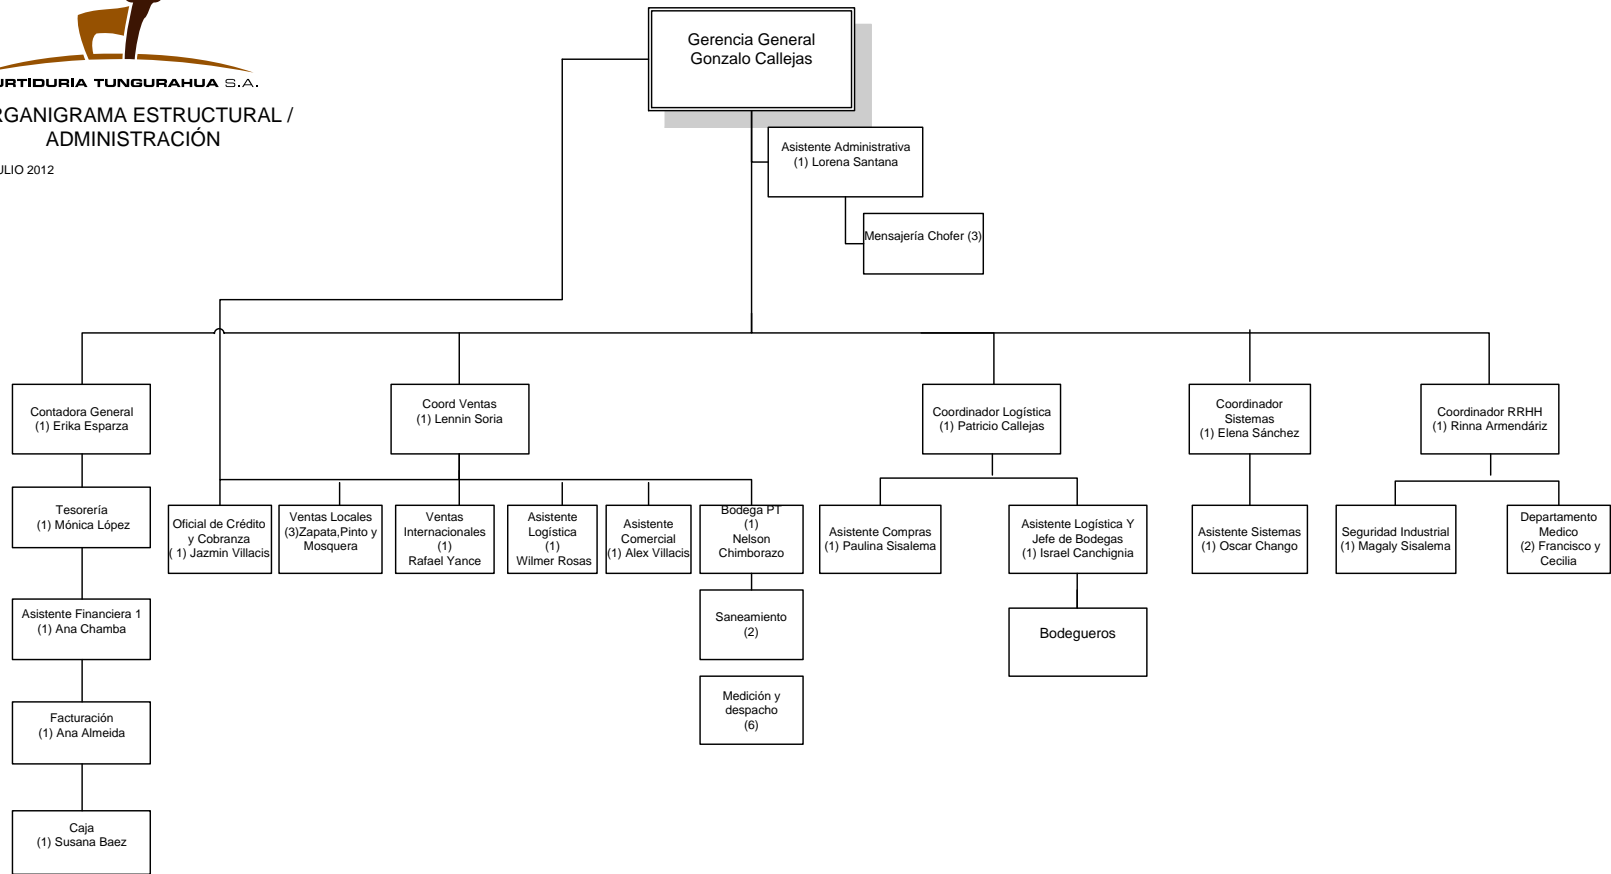 URTIDURIA TUNGURAHUA S.A.
RGANIGRAMA ESTRUCTURAL /
ADMINISTRACIÓN
ULIO 2012
Gerencia General
Gonzalo Callejas
Asistente Administrativa
(1) Lorena Santana
Mensajería Chofer (3)
Contadora General
(1) Erika Esparza
Coord Ventas
(1) Lennin Soria
Coordinador Logística
(1) Patricio Callejas
Coordinador
Sistemas
(1) Elena Sánchez
Coordinador RRHH
(1) Rinna Armendáriz
Tesorería
(1) Mónica López
Oficial de Crédito
y Cobranza
( 1) Jazmin Villacis
Ventas Locales
(3)Zapata,Pinto y
Mosquera
Ventas
Internacionales
(1)
Rafael Yance
Asistente
Logística
(1)
Wilmer Rosas
Asistente
Comercial
(1) Alex Villacis
Bodega PT
(1)
Nelson
Chimborazo
Asistente Compras
(1) Paulina Sisalema
Asistente Logística Y
Jefe de Bodegas
(1) Israel Canchignia
Asistente Sistemas
(1) Oscar Chango
Seguridad Industrial
(1) Magaly Sisalema
Departamento
Medico
(2) Francisco y
Cecilia
Asistente Financiera 1
(1) Ana Chamba
Saneamiento
(2)
Bodegueros
Medición y
despacho
(6)
Facturación
(1) Ana Almeida
Caja
(1) Susana Baez